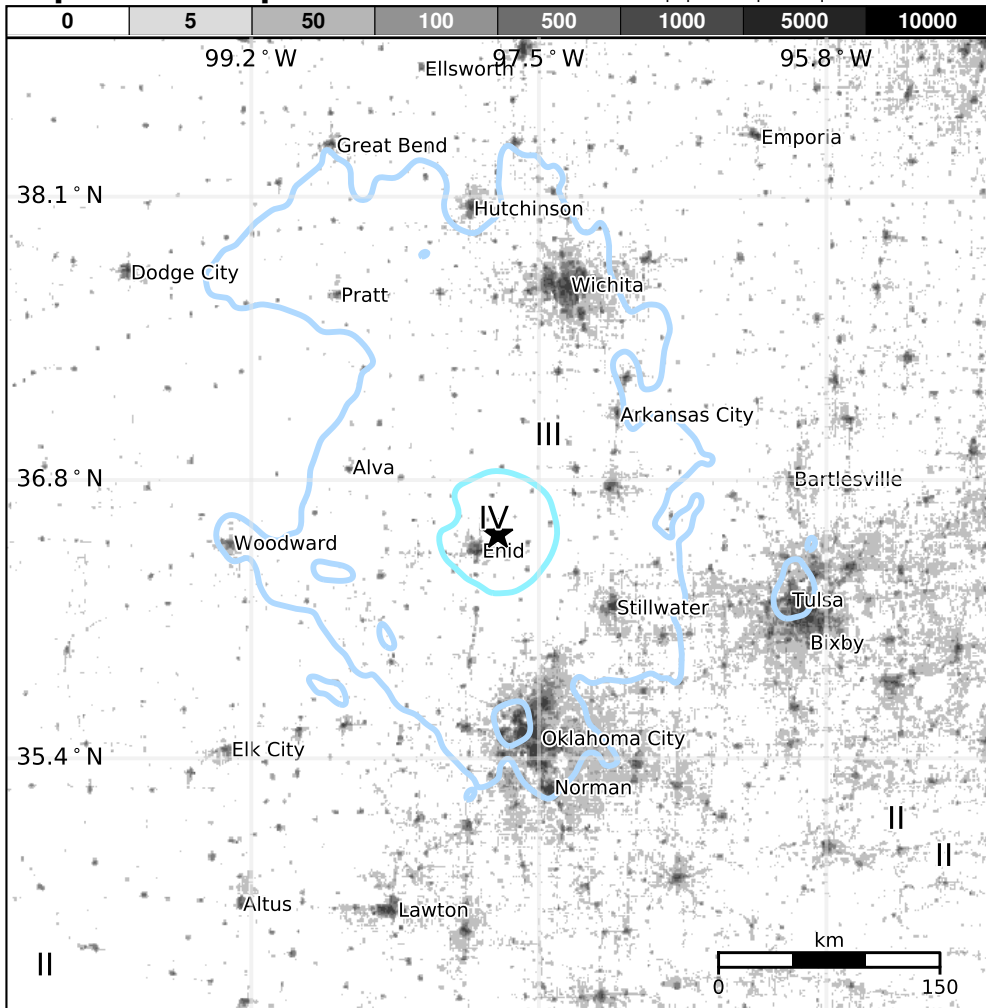 0 5 50 100 500 1000 5000 10000
99.2°W 97.5°W 95.8°W
Ellsworth
Emporia
Great Bend
38.1°N
Hutchinson
Dodge City
Wichita
Pratt
Arkansas City
III
Alva
36.8°N
Bartlesville
IV
Woodward
Enid
Tulsa
Stillwater
Bixby
Oklahoma City
Elk City
35.4°N
Norman
II
II
Altus
Lawton
km
II
0 150